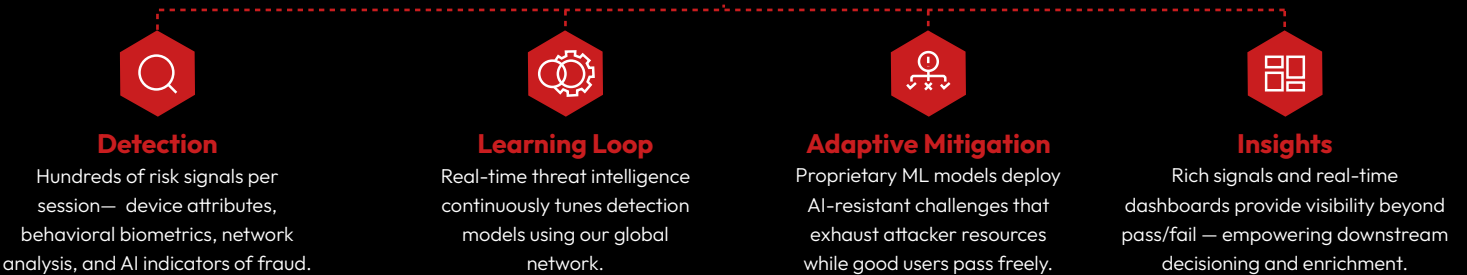 Detection
Hundreds of risk signals per
session—  device attributes,
behavioral biometrics, network
analysis, and AI indicators of fraud.
Learning Loop
Real-time threat intelligence
continuously tunes detection
models using our global
network.
Adaptive Mitigation
Proprietary ML models deploy
AI-resistant challenges that
exhaust attacker resources
while good users pass freely.
Insights
Rich signals and real-time
dashboards provide visibility beyond
pass/fail — empowering downstream
decisioning and enrichment.